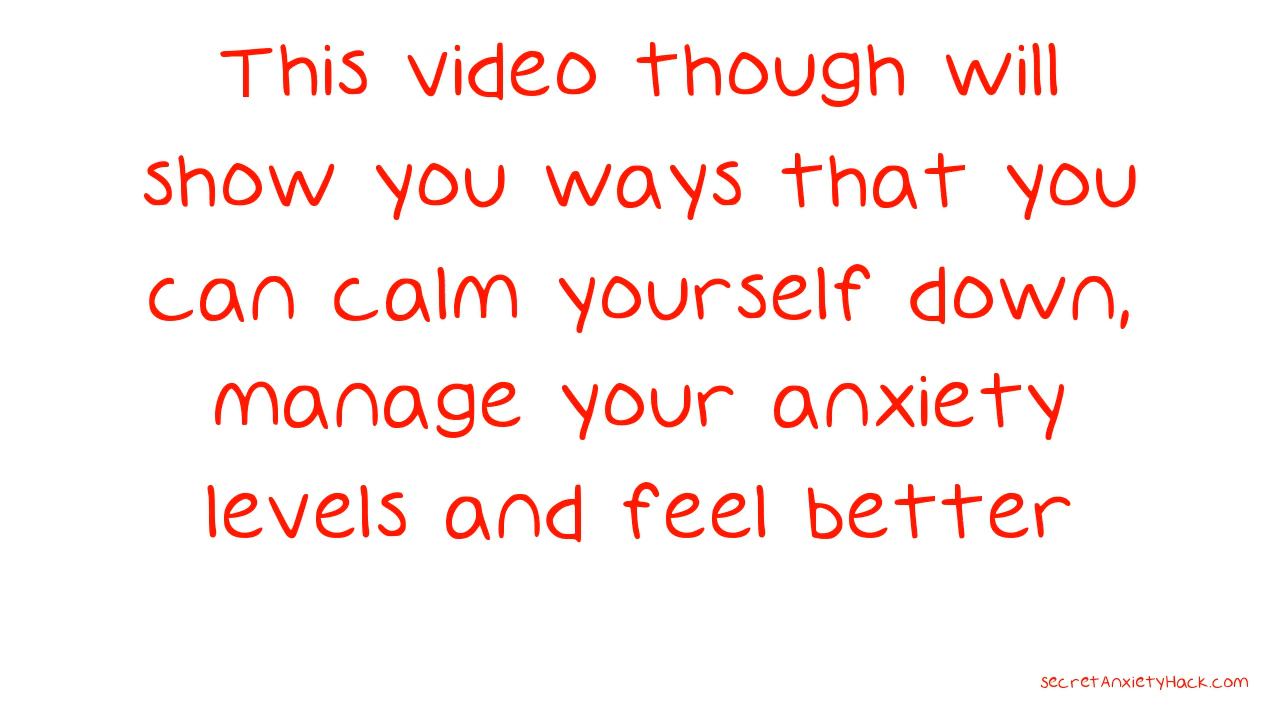 This video though will
show you ways that you
can calm yourself down,
manage your anxiety
levels and feel better
secretAnxietyHack.com